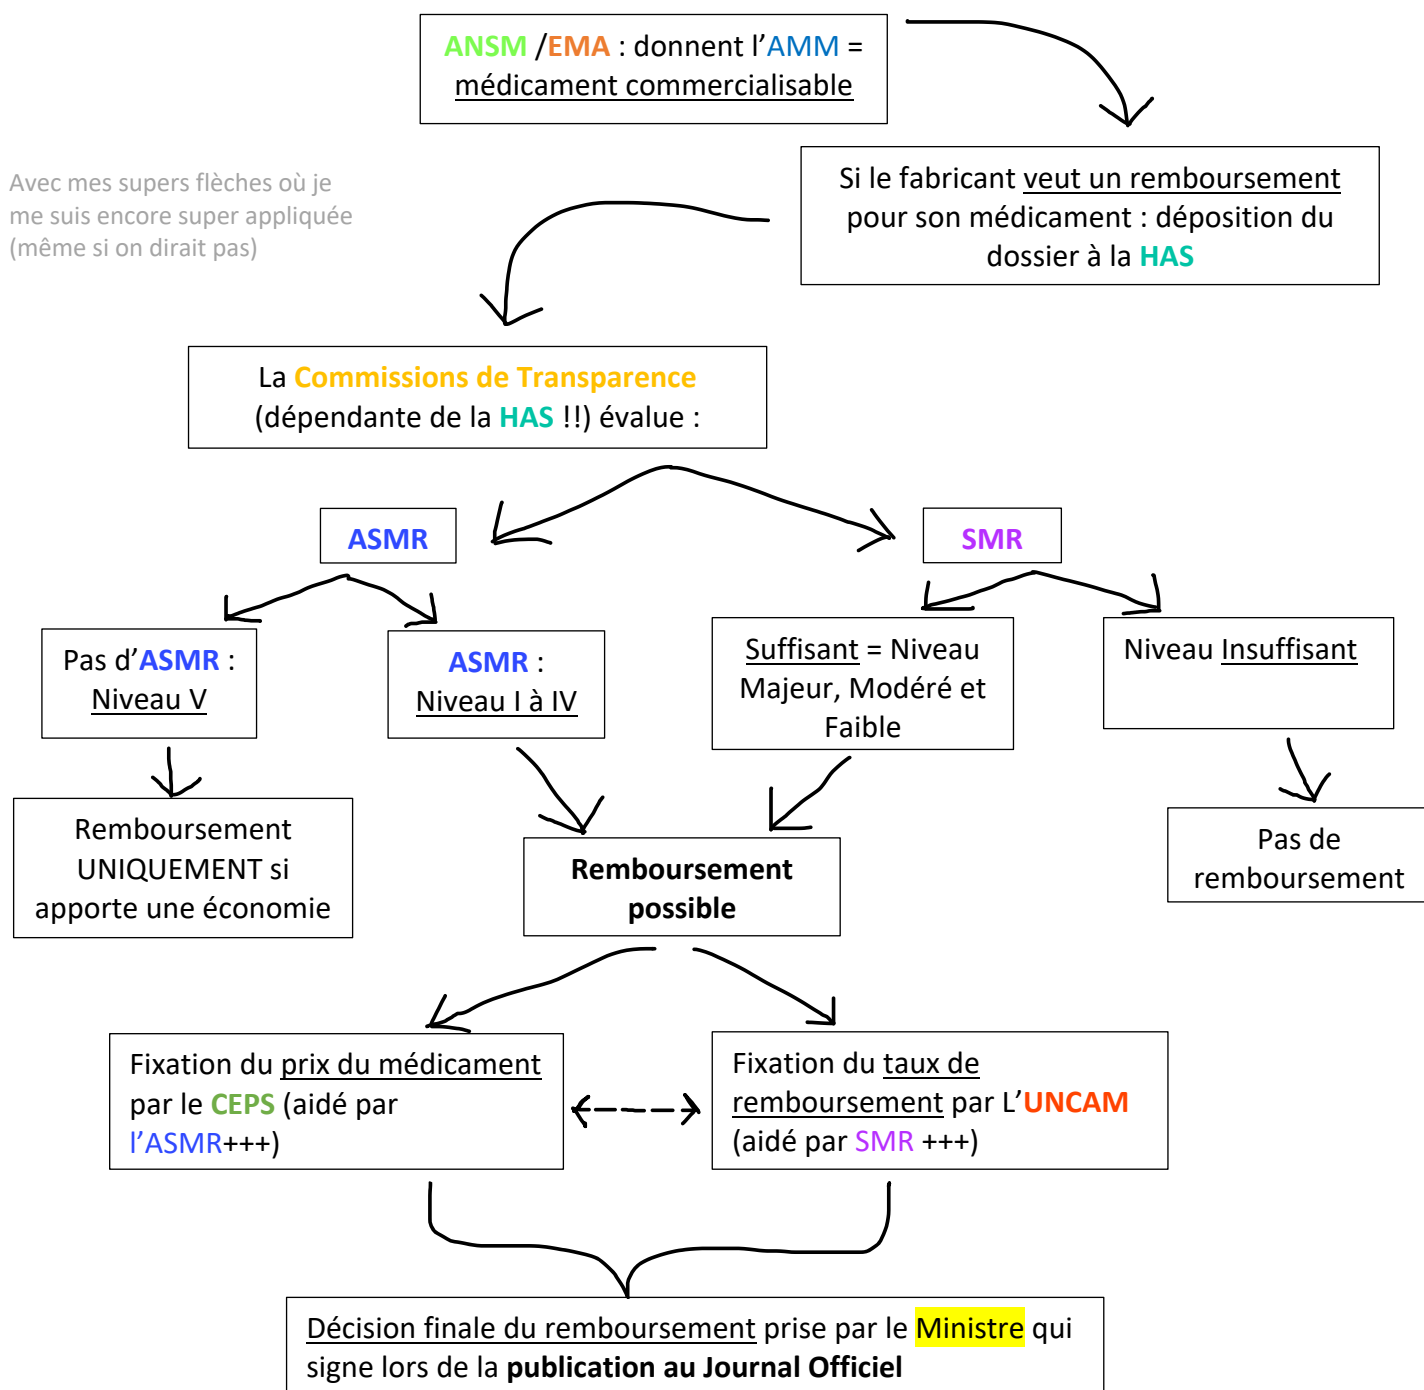 ANSM /EMA : donnent l’AMM =
médicament commercialisable
Avec mes supers flèches où je
me suis encore super appliquée
(même si on dirait pas)
Si le fabricant veut un remboursement
pour son médicament : déposition du
dossier à la HAS
La Commissions de Transparence
(dépendante de la HAS !!) évalue :
ASMR
SMR
Pas d’ASMR :
Niveau V
ASMR :
Niveau I à IV
Suffisant = Niveau
Majeur, Modéré et
Faible
Niveau Insuffisant
Remboursement
UNIQUEMENT si
apporte une économie
Remboursement
possible
Pas de
remboursement
Fixation du prix du médicament
par le CEPS (aidé par
l’ASMR+++)
Fixation du taux de
remboursement par L’UNCAM
(aidé par SMR +++)
Décision finale du remboursement prise par le Ministre qui
signe lors de la publication au Journal Officiel